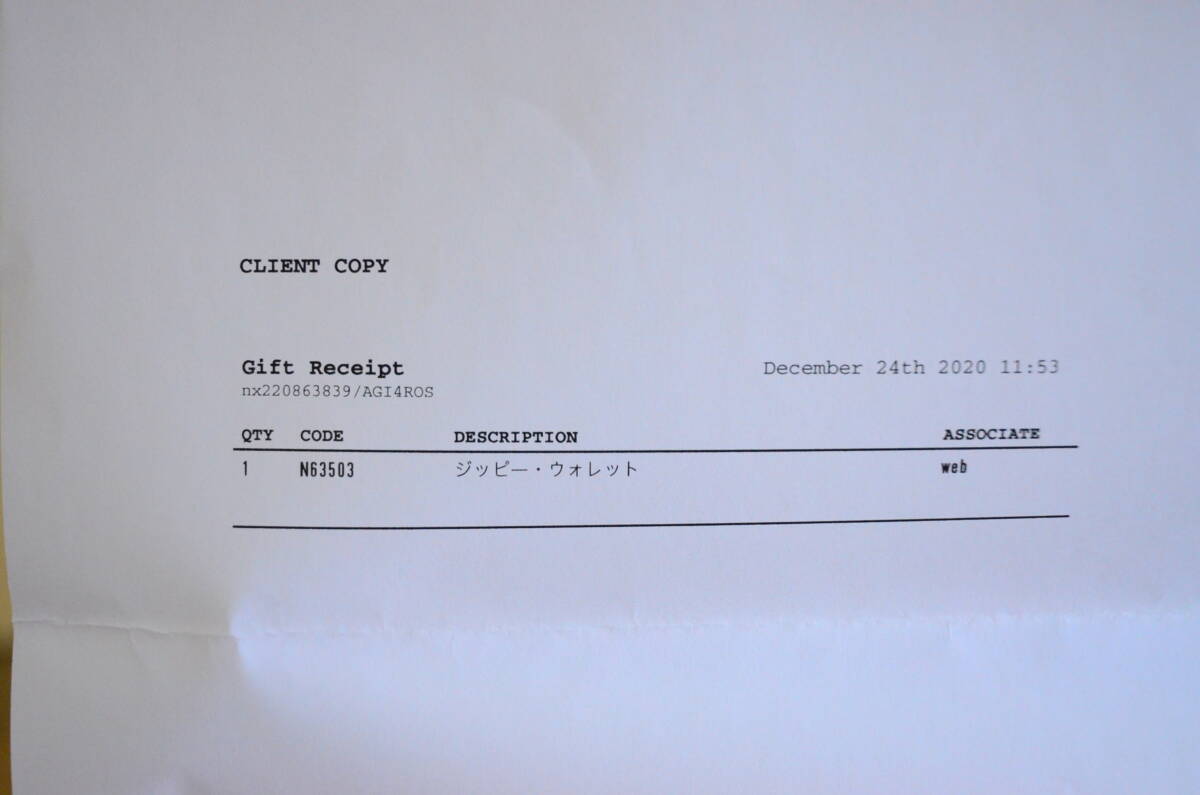 CLIENT COPY
Gift Receipt December 24th 2020 11:53
nx220863839/AGI4ROS
QTY CODE DESCRIPTION ASSOCIATE
1 N63503 ジッピー・ウォレット web